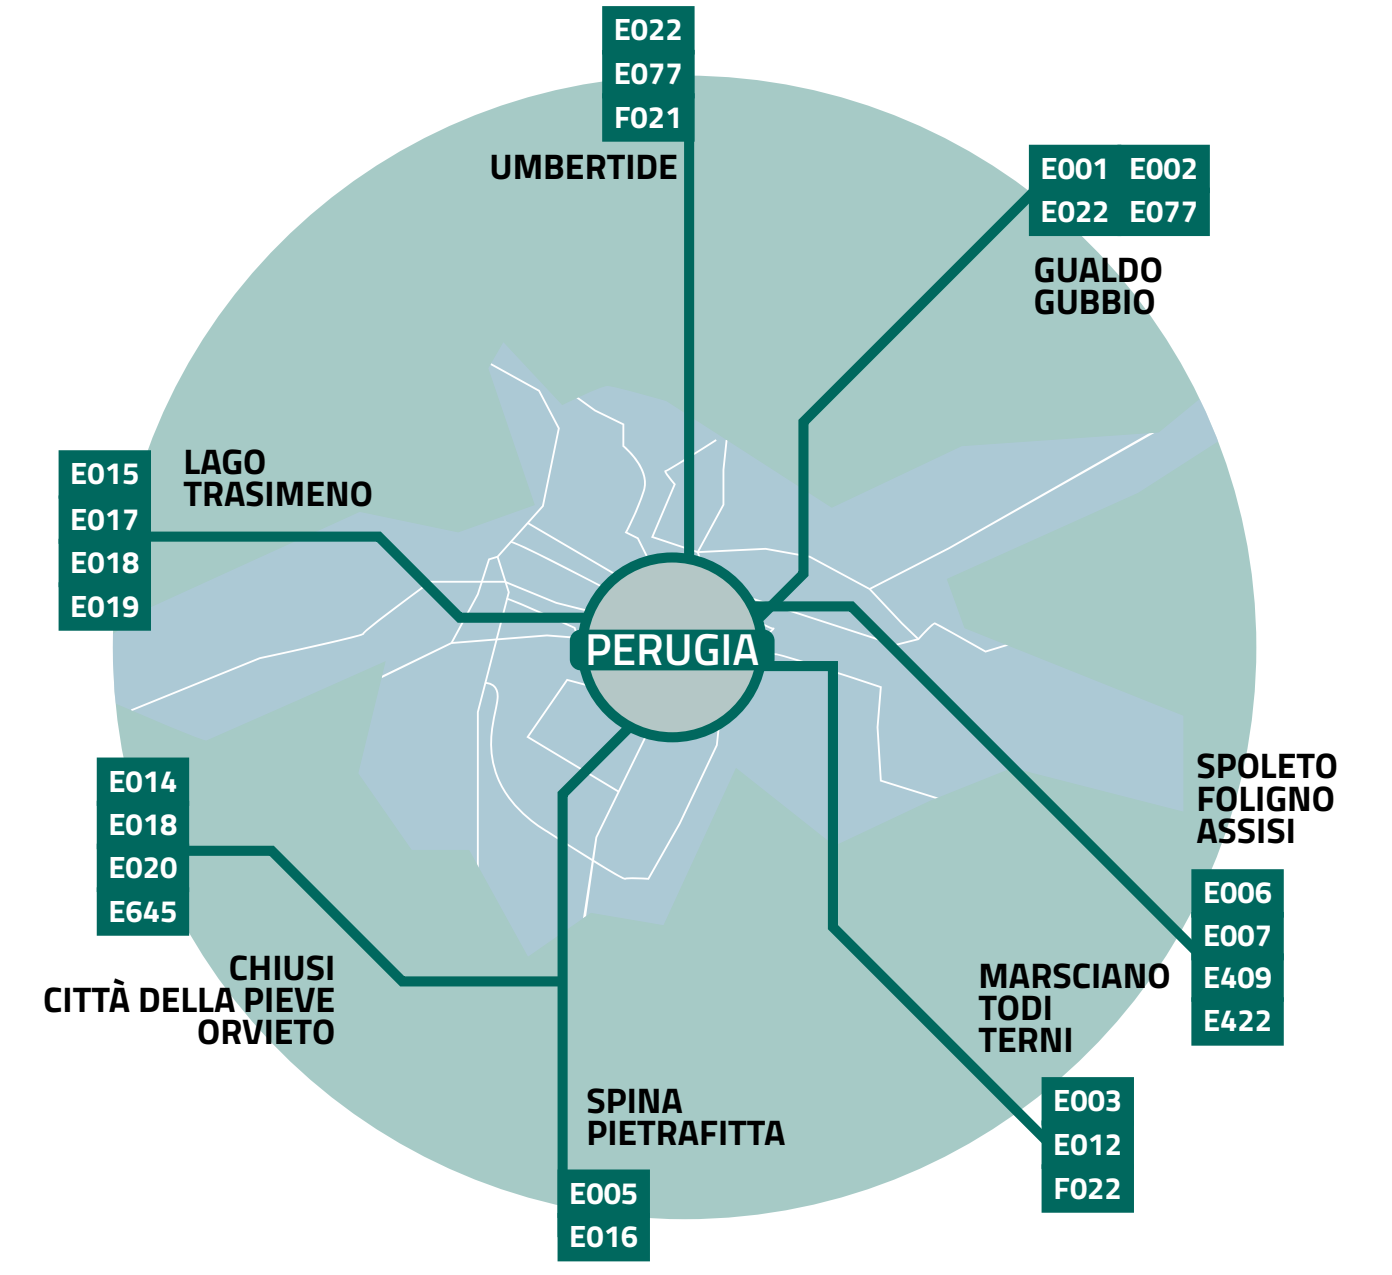 E022
E077
F021
UMBERTIDE
E001 E002
E022 E077
GUALDO
GUBBIO
LAGO
TRASIMENO
E015
E017
E018
E019
PERUGIA
E014
E018
E020
E645
CHIUSI
CITTÀ DELLA PIEVE
ORVIETO
SPOLETO
FOLIGNO
ASSISI
E006
E007
E409
E422
MARSCIANO
TODI
TERNI
E003
E012
F022
SPINA
PIETRAFITTA
E005
E016